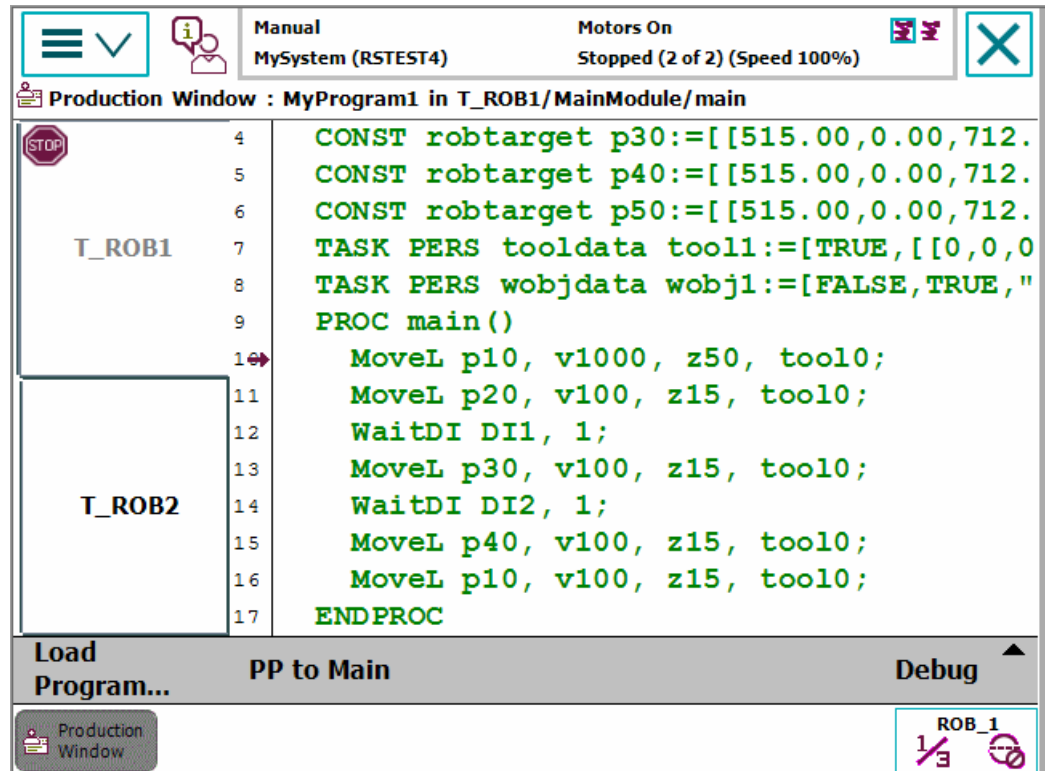 Manual
Motors On
MySystem (RSTEST4)
Stopped (2 of 2) (Speed 100%)
Production Window : MyProgram1 in T_ROB1/MainModule/main
STOP
T_ROB1
T_ROB2
4 CONST robtarget p30:=[[515.00,0.00,712.
5 CONST robtarget p40:=[[515.00,0.00,712.
6 CONST robtarget p50:=[[515.00,0.00,712.
7 TASK PERS tooldata tool1:=[TRUE,[[0,0,0
8 TASK PERS wobjdata wobj1:=[FALSE,TRUE,"
9 PROC main()
10 MoveL p10, v1000, z50, tool0;
11 MoveL p20, v100, z15, tool0;
12 WaitDI DI1, 1;
13 MoveL p30, v100, z15, tool0;
14 WaitDI DI2, 1;
15 MoveL p40, v100, z15, tool0;
16 MoveL p10, v100, z15, tool0;
17 ENDPROC
Load
Program...
PP to Main
Debug
Production
Window
ROB_1
1/3